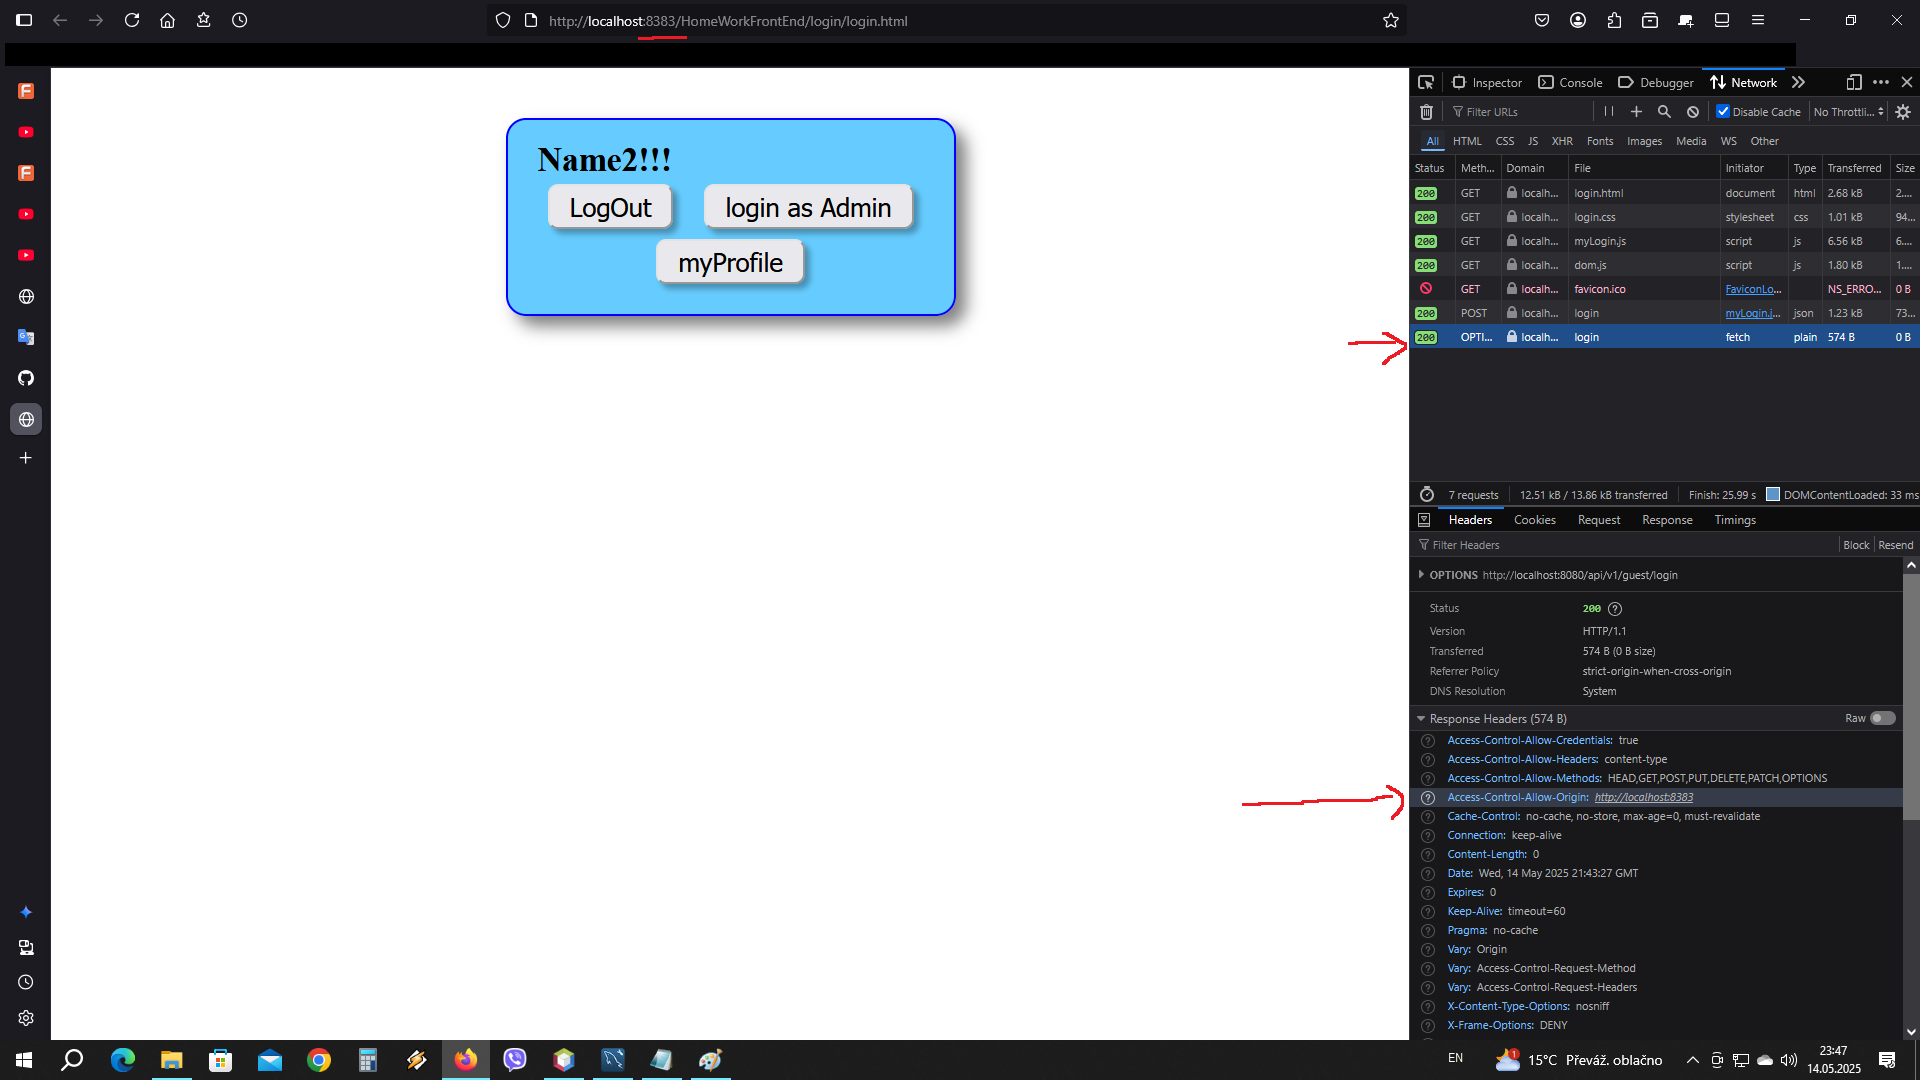 http://localhost:8383/HomeWorkFrontEnd/login/login.html
Name2!!!
LogOut
login as Admin
myProfile
Inspector Console Debugger Network
Filter URLs
Disable Cache
No Throttli...
All HTML CSS JS XHR Fonts Images Media WS Other
Status Meth... Domain File Initiator Type Transferred Size
200 GET localh... login.html document html 2.68 kB 2....
200 GET localh... login.css stylesheet css 1.01 kB 94...
200 GET localh... myLogin.js script js 6.56 kB 6....
200 GET localh... dom.js script js 1.80 kB 1....
GET localh... favicon.ico FaviconLo... NS_ERRO... 0 B
200 POST localh... login myLogin.j... json 1.23 kB 73...
200 OPTI... localh... login fetch plain 574 B 0 B
7 requests 12.51 kB / 13.86 kB transferred Finish: 25.99 s DOMContentLoaded: 33 ms
Headers Cookies Request Response Timings
Filter Headers
Block Resend
OPTIONS http://localhost:8080/api/v1/guest/login
Status 200
Version HTTP/1.1
Transferred 574 B (0 B size)
Referrer Policy strict-origin-when-cross-origin
DNS Resolution System
Response Headers (574 B) Raw
Access-Control-Allow-Credentials: true
Access-Control-Allow-Headers: content-type
Access-Control-Allow-Methods: HEAD,GET,POST,PUT,DELETE,PATCH,OPTIONS
Access-Control-Allow-Origin: http://localhost:8383
Cache-Control: no-cache, no-store, max-age=0, must-revalidate
Connection: keep-alive
Content-Length: 0
Date: Wed, 14 May 2025 21:43:27 GMT
Expires: 0
Keep-Alive: timeout=60
Pragma: no-cache
Vary: Origin
Vary: Access-Control-Request-Method
Vary: Access-Control-Request-Headers
X-Content-Type-Options: nosniff
X-Frame-Options: DENY
EN
1
15°C Převáž. oblačno
23:47
14.05.2025